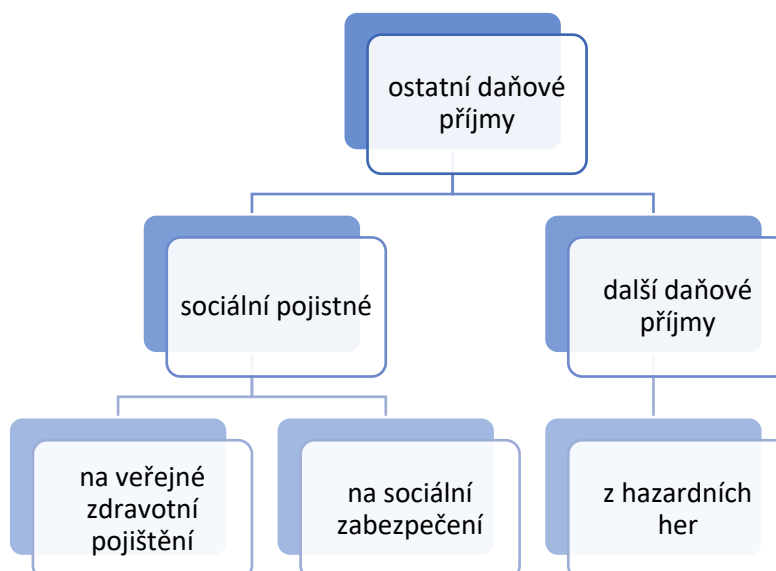 ostatní daňové
příjmy
sociální pojistné
další daňové
příjmy
na veřejné
zdravotní
pojištění
na sociální
zabezpečení
z hazardních
her